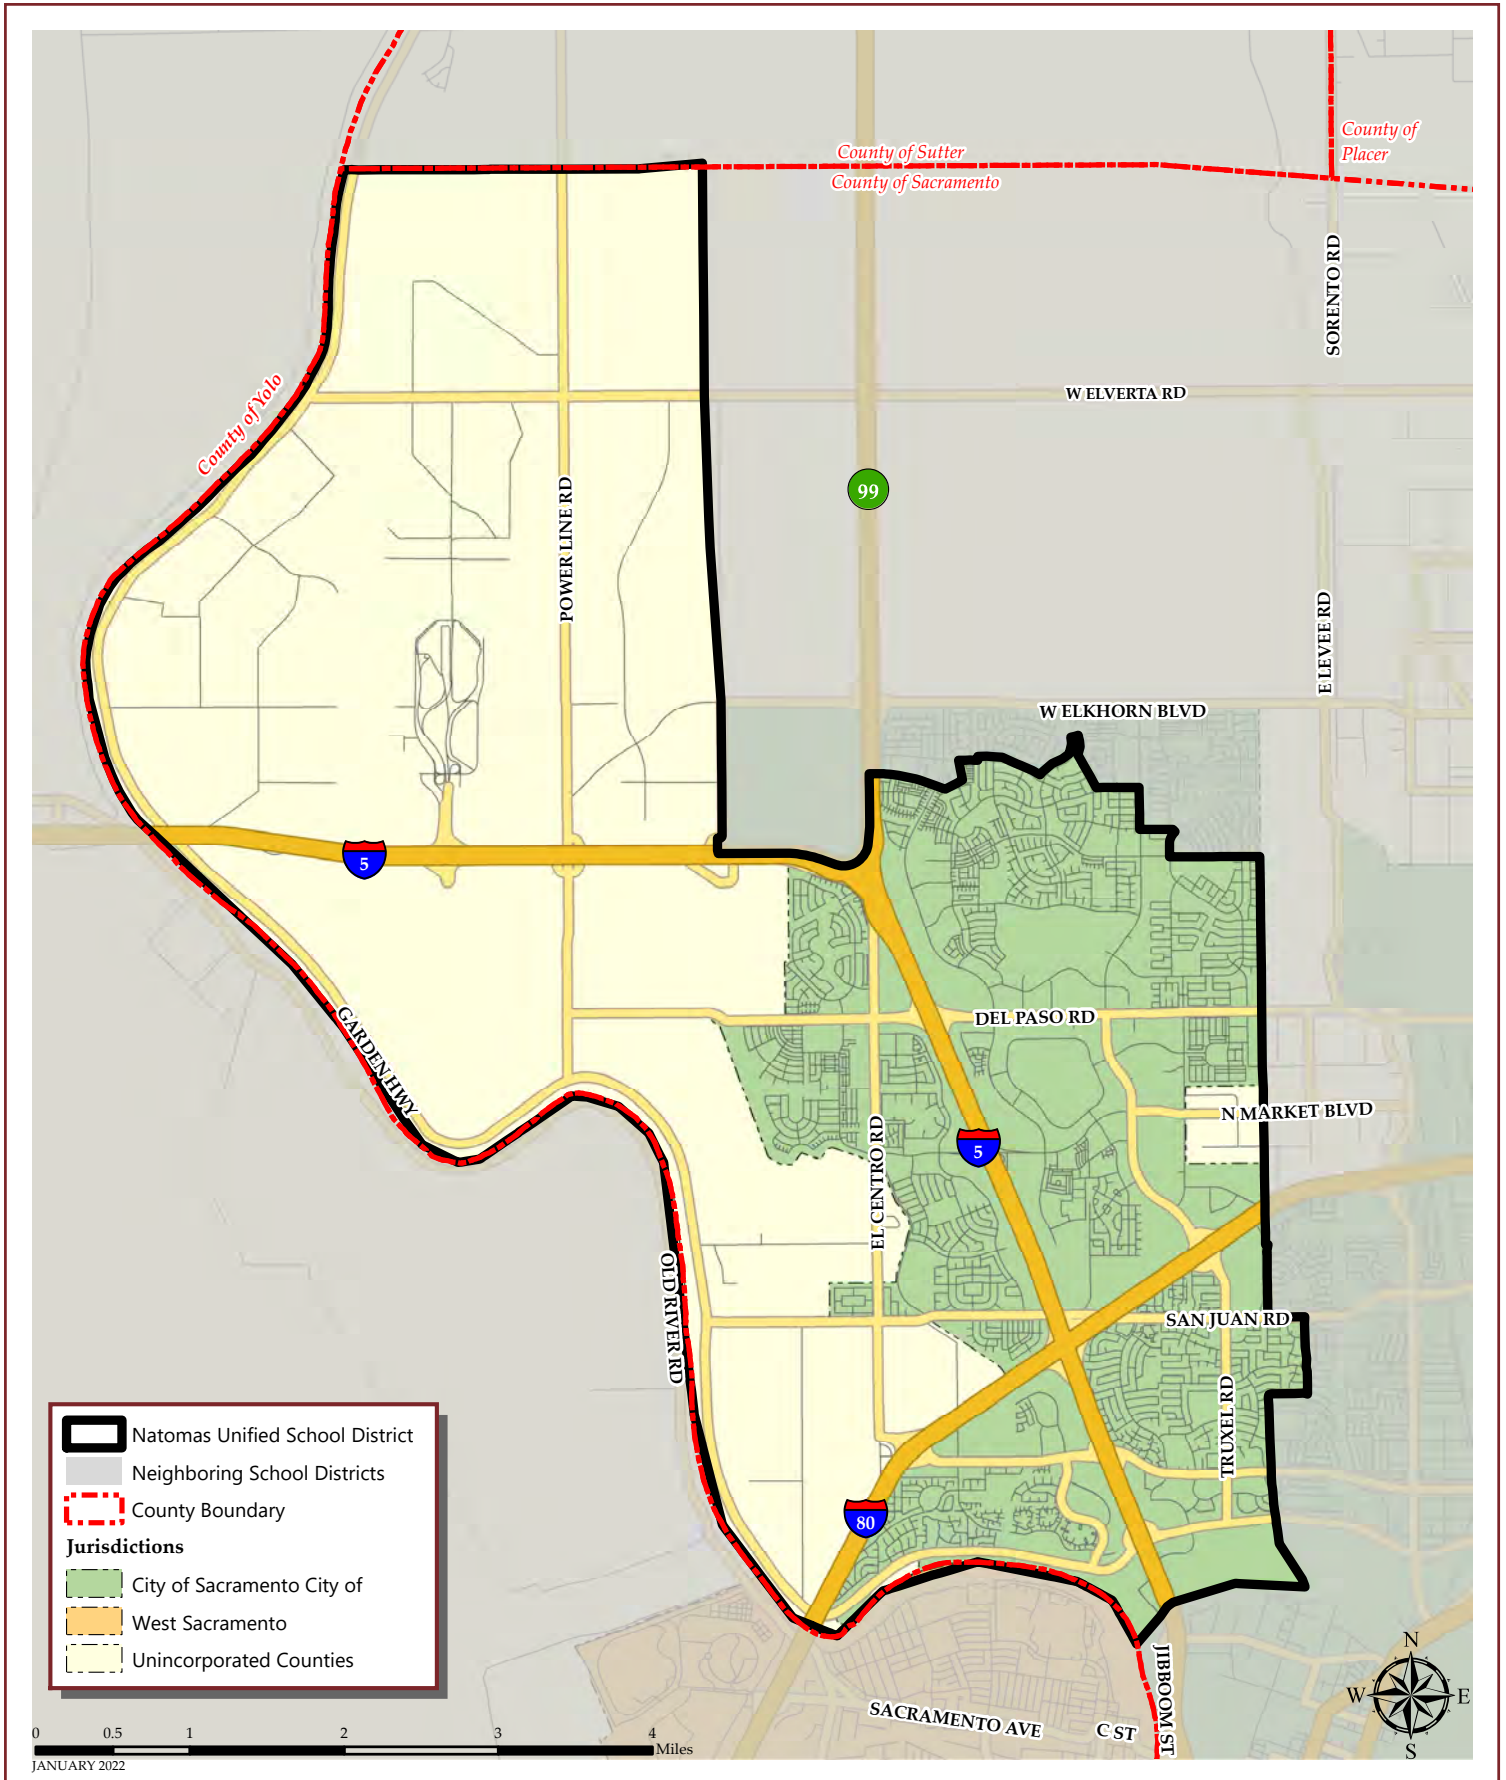 County of
Placer
County of Sutter
County of Sacramento
SORENTO RD
County of Yolo
W ELVERTA RD
99
POWER LINE RD
E LEVEE RD
W ELKHORN BLVD
5
GARDEN HWY
DEL PASO RD
N MARKET BLVD
EL CENTRO RD
5
OLD RIVER RD
SAN JUAN RD
TRUXEL RD
80
Natomas Unified School District
Neighboring School Districts
County Boundary
Jurisdictions
City of Sacramento City of
West Sacramento
Unincorporated Counties
JIBBOOM ST
SACRAMENTO AVE
C ST
N
W
E
S
0 0.5 1 2 3 4
Miles
JANUARY 2022